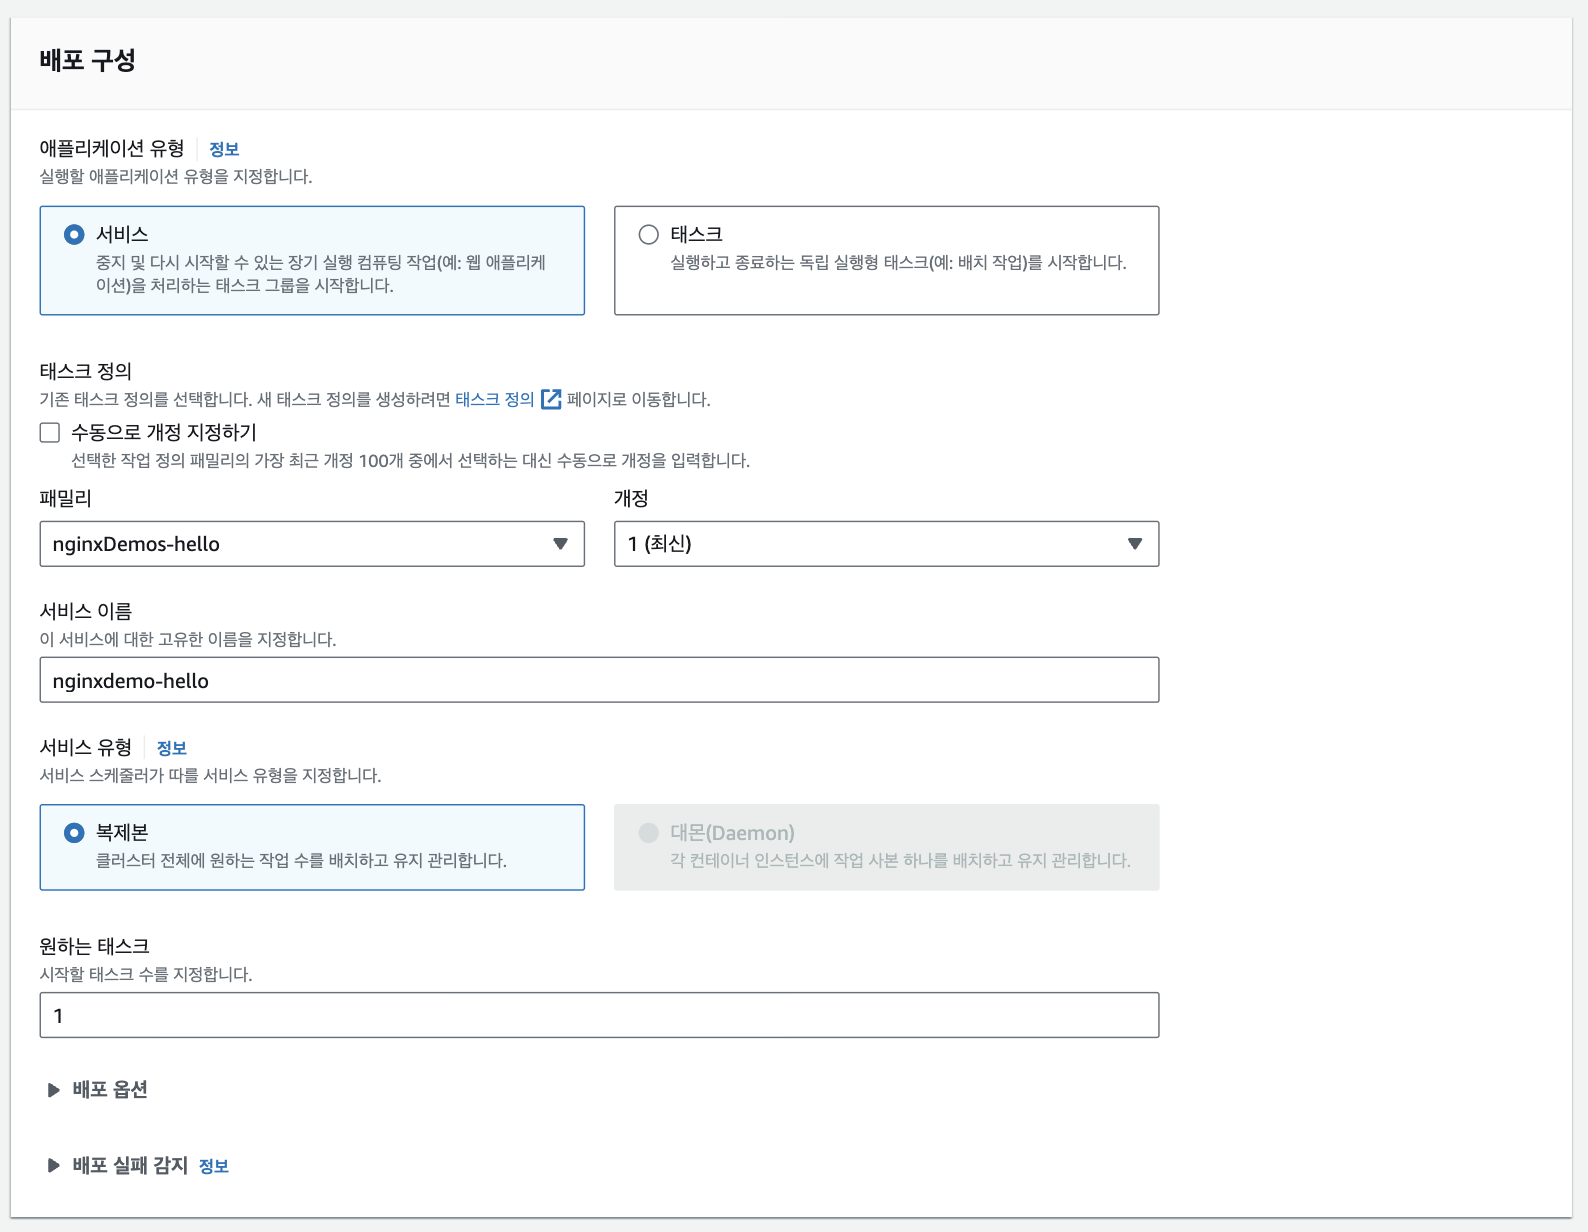 배포 구성
애플리케이션 유형 정보
실행할 애플리케이션 유형을 지정합니다.
서비스
중지 및 다시 시작할 수 있는 장기 실행 컴퓨팅 작업(예: 웹 애플리케
이션)을 처리하는 태스크 그룹을 시작합니다.
태스크
실행하고 종료하는 독립 실행형 태스크(예: 배치 작업)를 시작합니다.
태스크 정의
기존 태스크 정의를 선택합니다. 새 태스크 정의를 생성하려면 태스크 정의 페이지로 이동합니다.
수동으로 개정 지정하기
선택한 작업 정의 패밀리의 가장 최근 개정 100개 중에서 선택하는 대신 수동으로 개정을 입력합니다.
패밀리
nginxDemos-hello
개정
1 (최신)
서비스 이름
이 서비스에 대한 고유한 이름을 지정합니다.
nginxdemo-hello
서비스 유형 정보
서비스 스케줄러가 따를 서비스 유형을 지정합니다.
복제본
클러스터 전체에 원하는 작업 수를 배치하고 유지 관리합니다.
대몬(Daemon)
각 컨테이너 인스턴스에 작업 사본 하나를 배치하고 유지 관리합니다.
원하는 태스크
시작할 태스크 수를 지정합니다.
1
배포 옵션
배포 실패 감지 정보